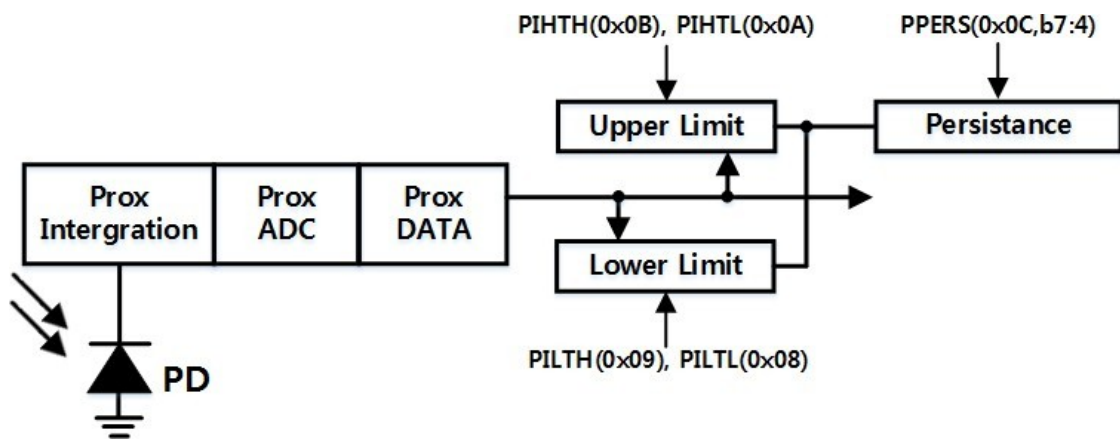 PIHTH(0x0B), PIHTL(0x0A)
PPERS(0x0C,b7:4)
Upper Limit
Persistance
Prox
Intergration
Prox
ADC
Prox
DATA
Lower Limit
PILTH(0x09), PILTL(0x08)
PD